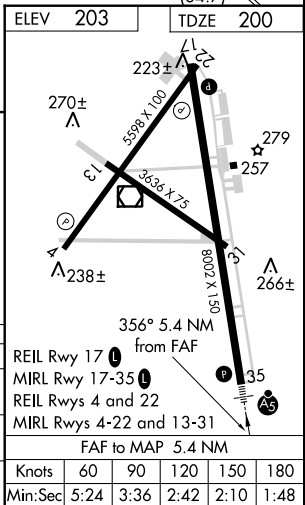 ELEV 203
TDZE 200
223±
22
17
P
P
270±
5598 X 100
279
257
13
3636 X 75
P
4
31
238±
8002 X 150
266±
356° 5.4 NM
from FAF
P
35
A5
REIL Rwy 17 L
MIRL Rwy 17-35 L
REIL Rwys 4 and 22
MIRL Rwys 4-22 and 13-31
FAF to MAP 5.4 NM
Knots 60 90 120 150 180
Min:Sec 5:24 3:36 2:42 2:10 1:48